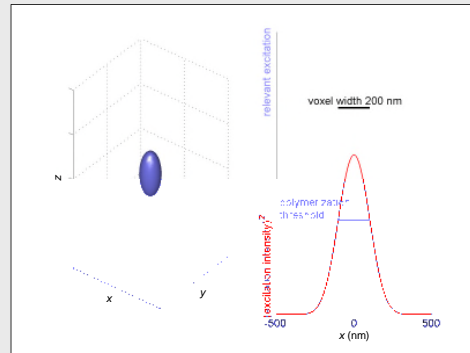 relevant excitation
voxel width 200 nm
z
x
y
polymerization
threshold
(excitation intensity)²
-500
0
500
x (nm)